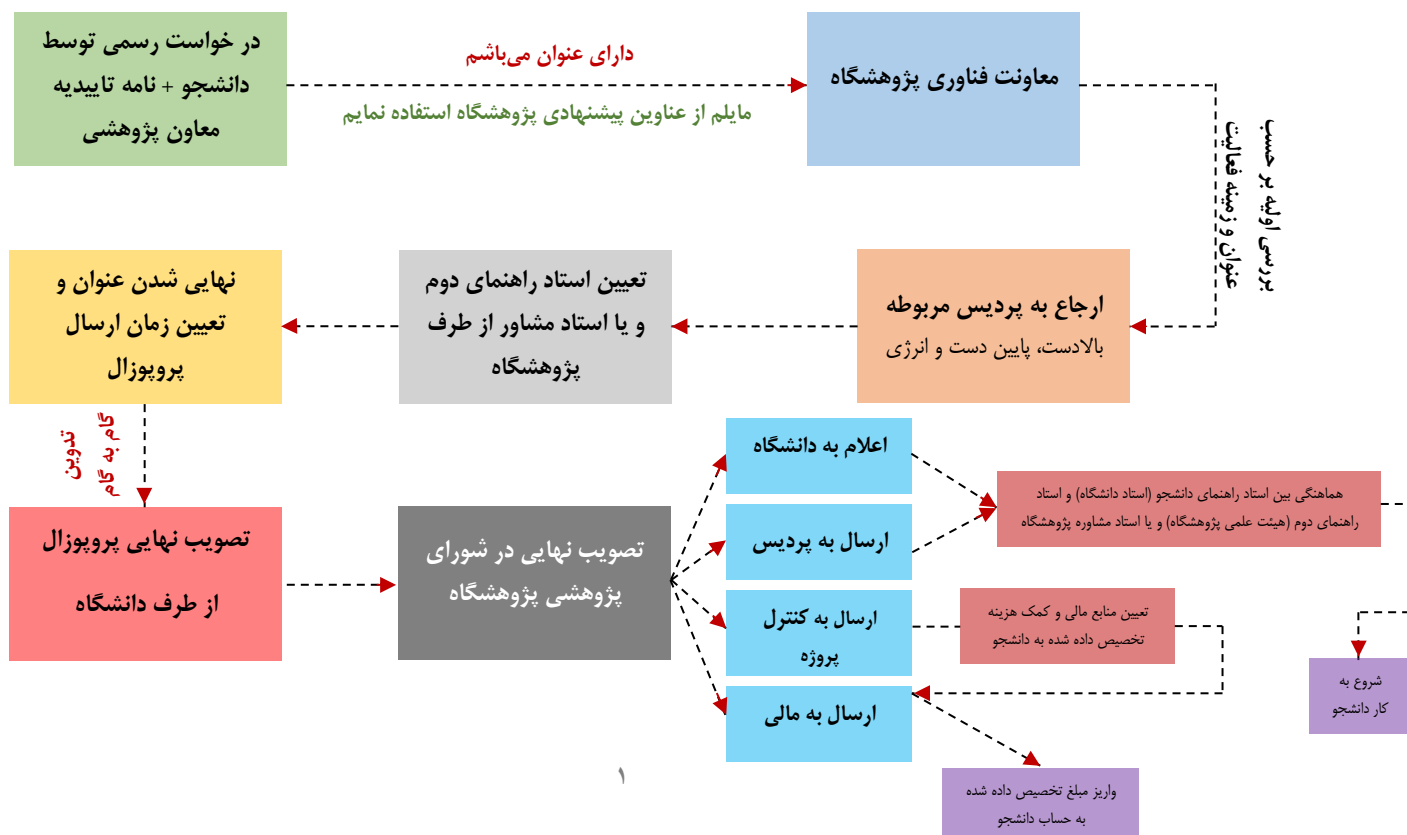 در خواست رسمی توسط
دانشجو + نامه تاییدیه
معاون پژوهشی
دارای عنوان می‌باشم
مایلم از عناوین پیشنهادی پژوهشگاه استفاده نمایم
معاونت فناوری پژوهشگاه
بررسی اولیه بر حسب
عنوان و زمینه فعالیت
ارجاع به پردیس مربوطه
بالادست، پایین دست و انرژی
تعیین استاد راهنمای دوم
و یا استاد مشاور از طرف
پژوهشگاه
نهایی شدن عنوان و
تعیین زمان ارسال
پروپوزال
تدوین
گام به گام
تصویب نهایی پروپوزال
از طرف دانشگاه
تصویب نهایی در شورای
پژوهشی پژوهشگاه
اعلام به دانشگاه
ارسال به پردیس
ارسال به کنترل
پروژه
ارسال به مالی
هماهنگی بین استاد راهنمای دانشجو (استاد دانشگاه) و استاد
راهنمای دوم (هیئت علمی پژوهشگاه) و یا استاد مشاوره پژوهشگاه
تعیین منابع مالی و کمک هزینه
تخصیص داده شده به دانشجو
شروع به
کار دانشجو
واریز مبلغ تخصیص داده شده
به حساب دانشجو
۱